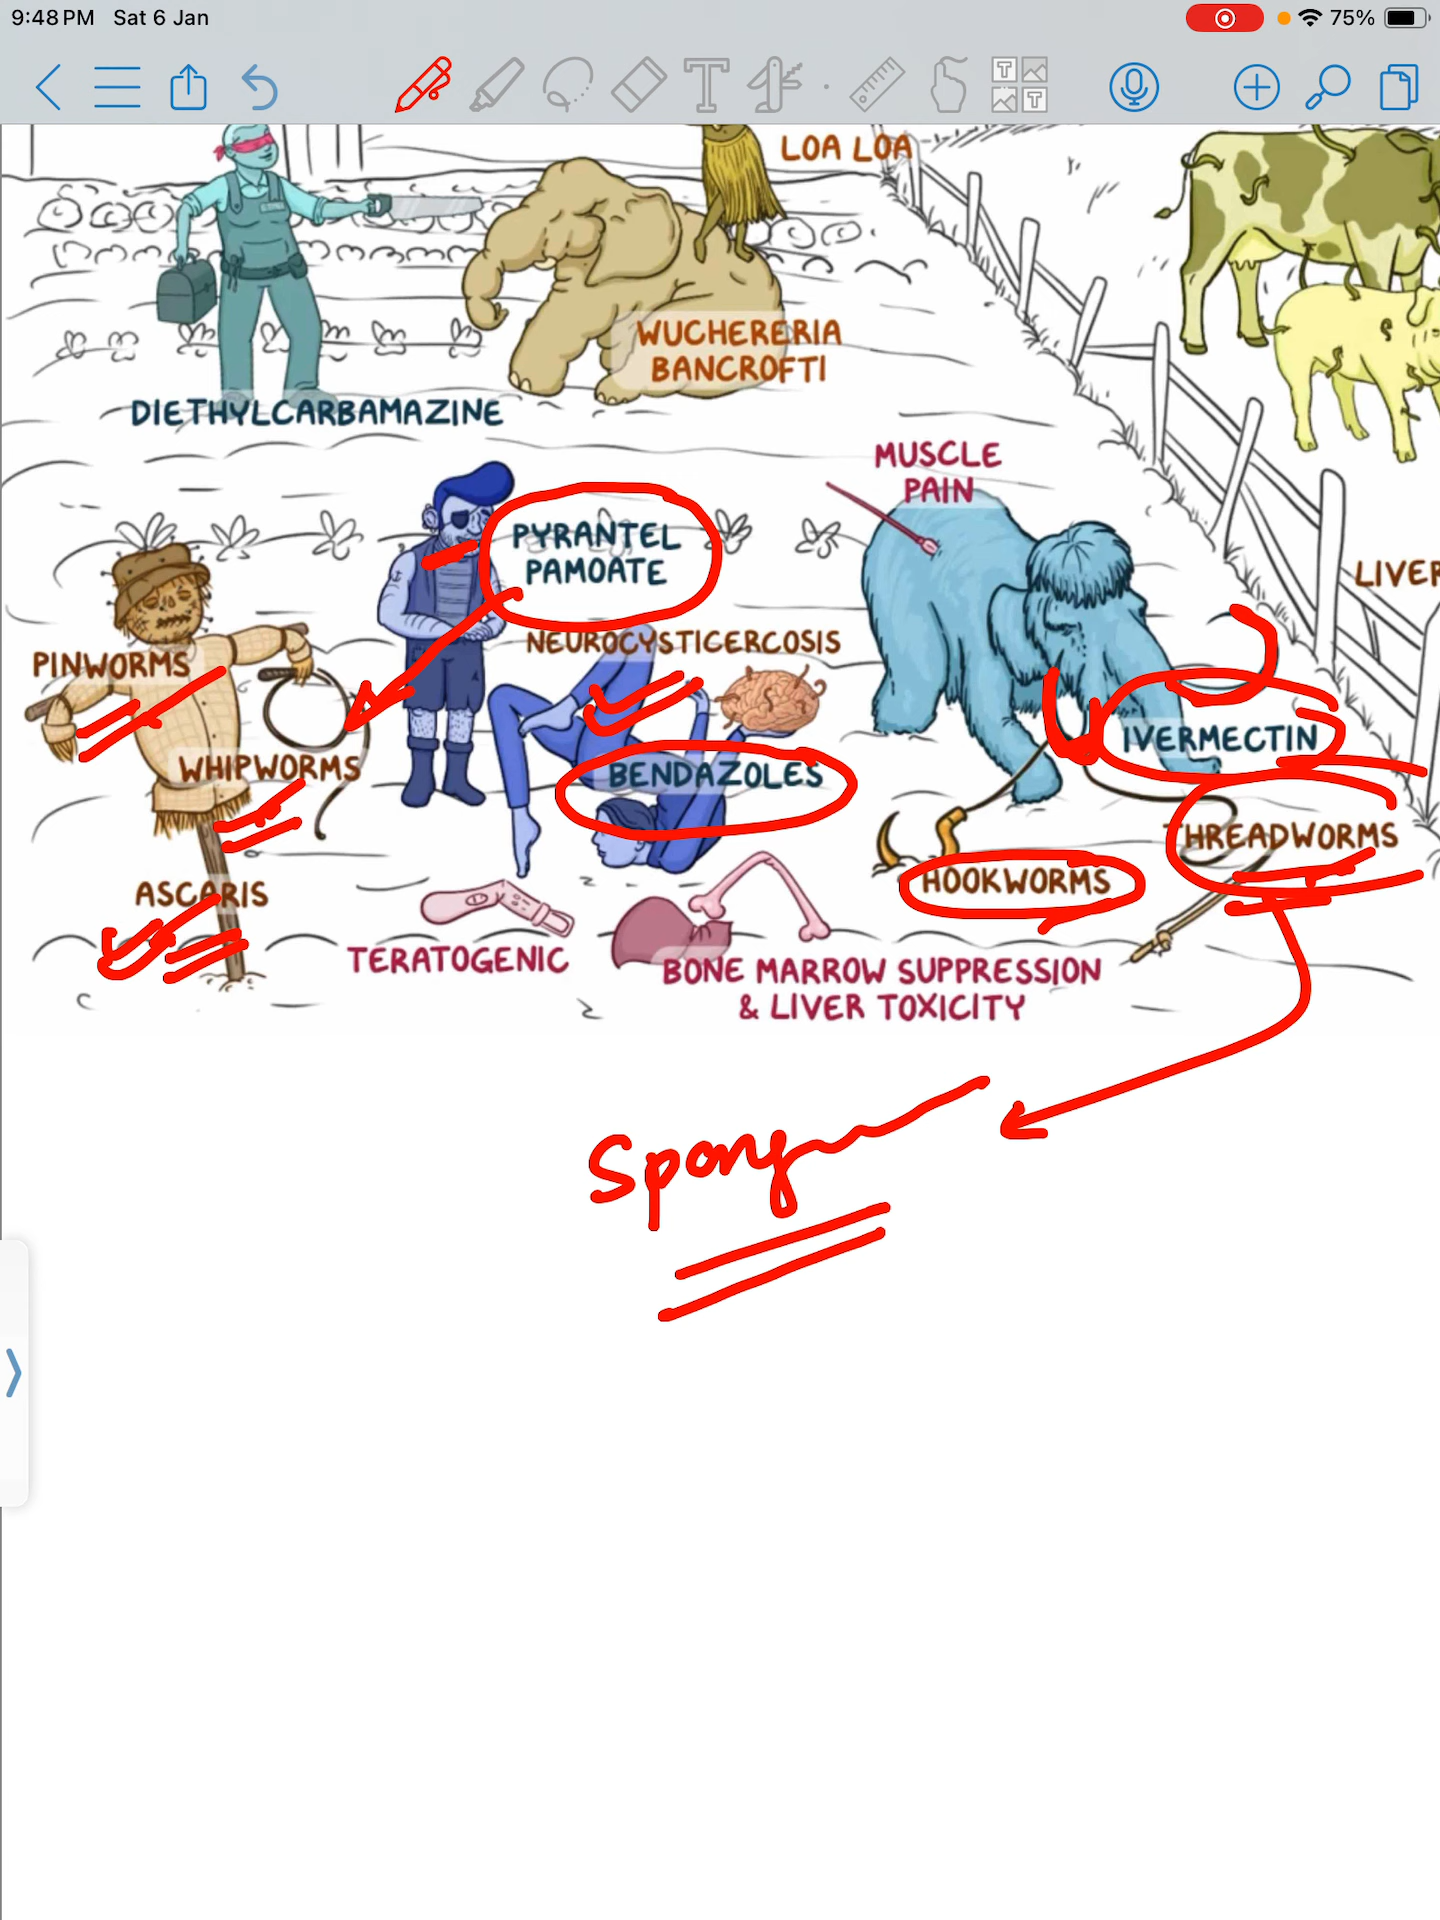 9:48 PM Sat 6 Jan
75%
LOA LOA
WUCHERERIA
BANCROFTI
DIETHYLCARBAMAZINE
MUSCLE
PAIN
PYRANTEL
PAMOATE
LIVER
NEUROCYSTICERCOSIS
PINWORMS
IVERMECTIN
WHIPWORMS
BENDAZOLES
THREADWORMS
HOOKWORMS
ASCARIS
TERATOGENIC
BONE MARROW SUPPRESSION
& LIVER TOXICITY